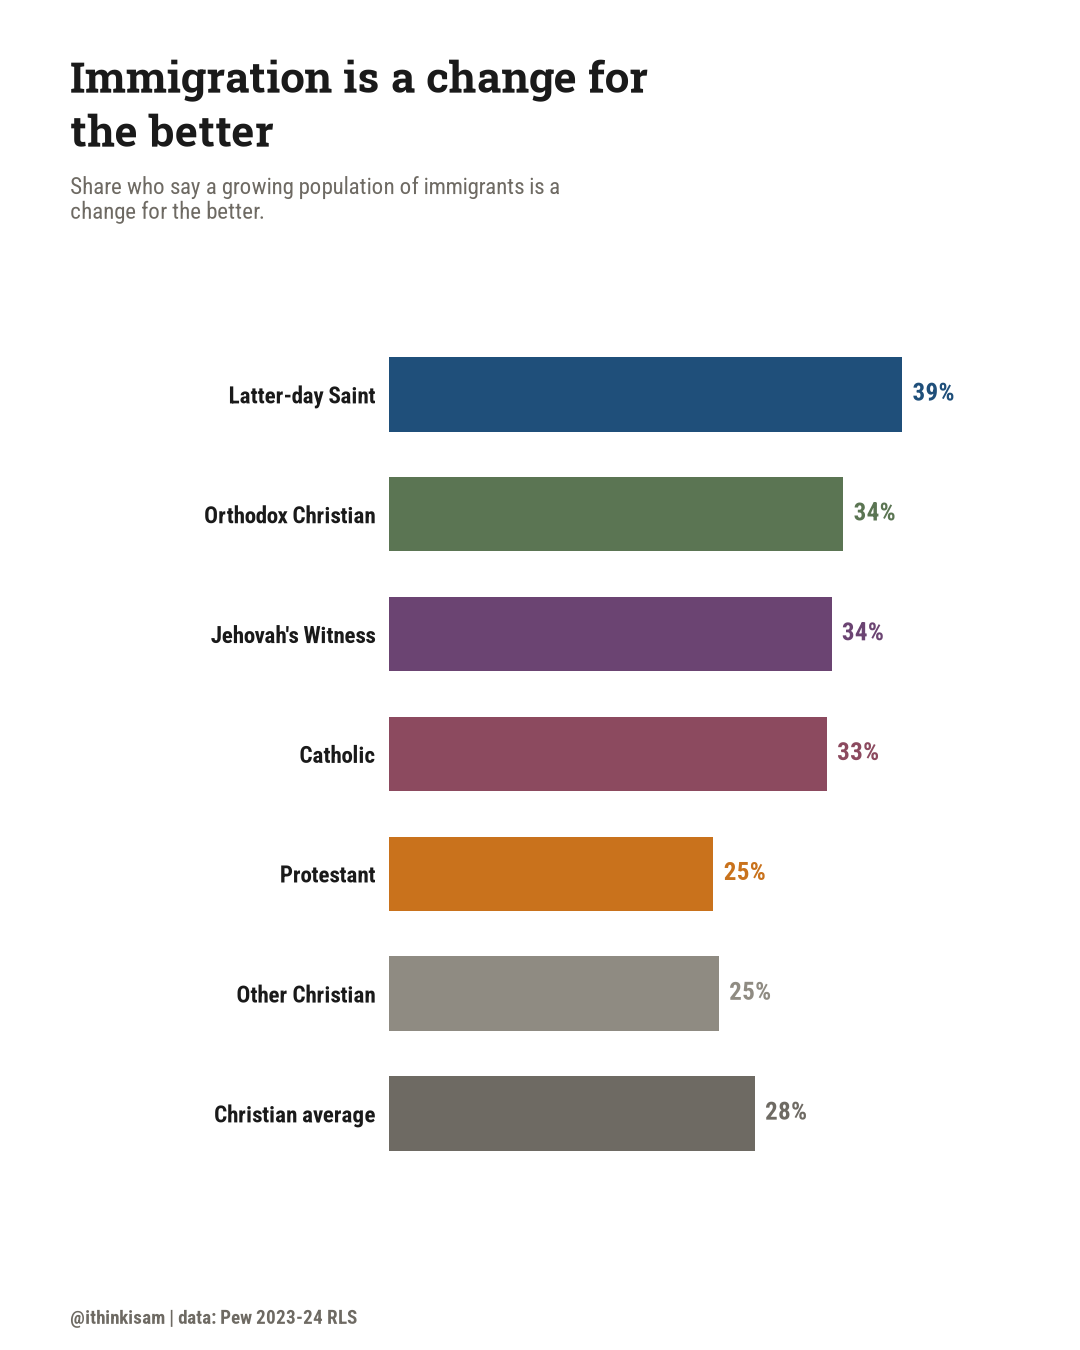 Immigration is a change for
the better
Share who say a growing population of immigrants is a
change for the better.
Latter-day Saint 39%
Orthodox Christian 34%
Jehovah's Witness 34%
Catholic 33%
Protestant 25%
Other Christian 25%
Christian average 28%
@ithinkisam | data: Pew 2023-24 RLS